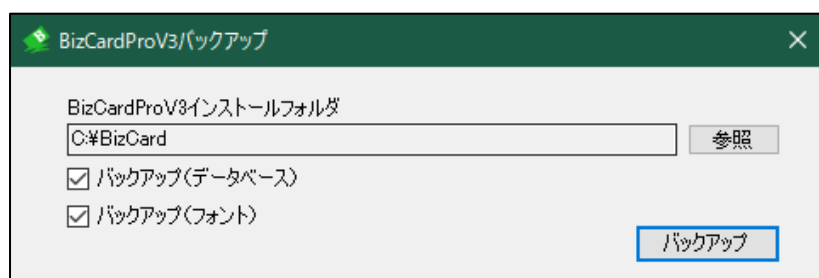 BizCardProV3バックアップ
BizCardProV3インストールフォルダ
C:¥BizCard 参照
バックアップ(データベース)
バックアップ(フォント)
バックアップ